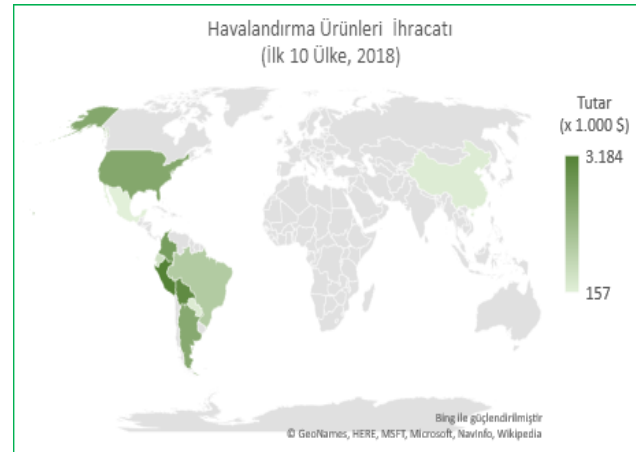 Havalandırma Ürünleri İhracatı
(İlk 10 Ülke, 2018)
Tutar
(x 1.000 $)
3.184
157
Bing ile güçlendirilmiştir
© GeoNames, HERE, MSFT, Microsoft, NavInfo, Wikipedia